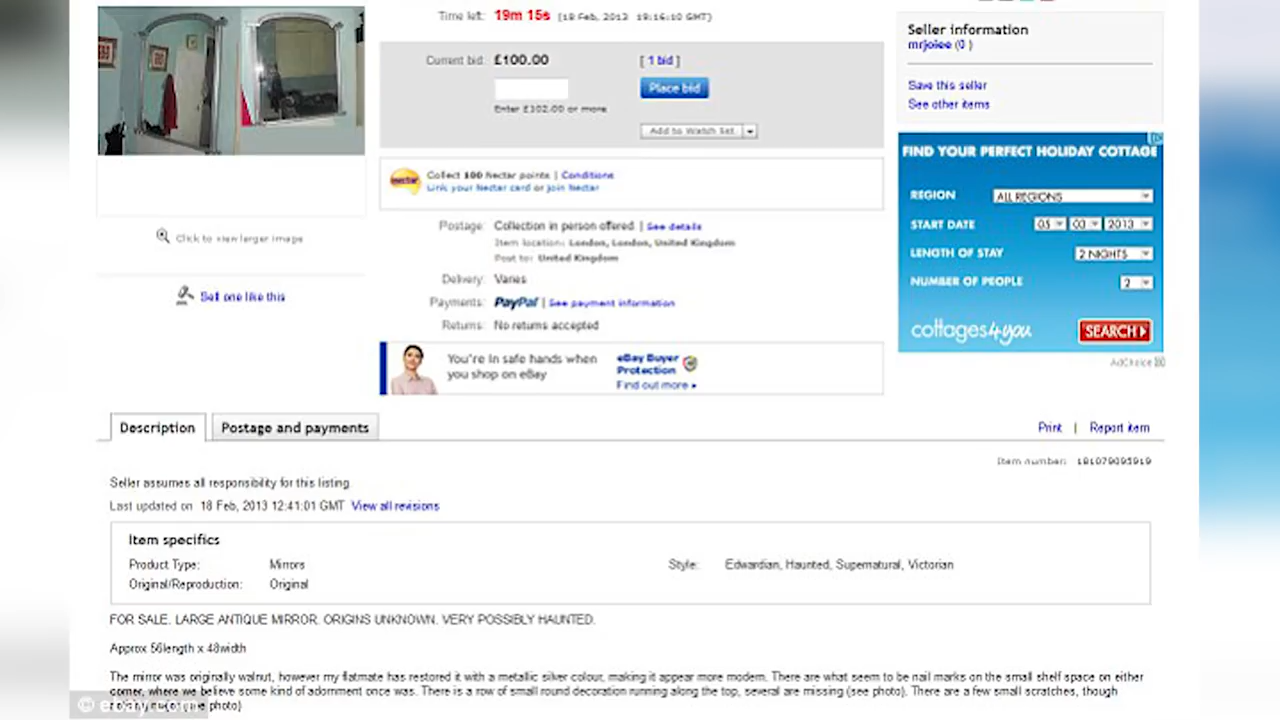 Time left: 19m 15s [18 Feb, 2013 19:16:10 GMT]
Current bid: £100.00 [ 1 bid ]
Place bid
Enter £102.00 or more
Add to Watch list
nectar
Collect 100 Nectar points | Conditions
Link your Nectar card or join Nectar
Postage: Collection in person offered | See details
Item location: London, London, United Kingdom
Post to: United Kingdom
Delivery: Varies
Payments: PayPal | See payment information
Returns: No returns accepted
You're in safe hands when
you shop on eBay
eBay Buyer
Protection
Find out more
Click to view larger image
Sell one like this
Seller information
mrjoiee (0 )
Save this seller
See other items
FIND YOUR PERFECT HOLIDAY COTTAGE
REGION ALL REGIONS
START DATE 05 03 2013
LENGTH OF STAY 2 NIGHTS
NUMBER OF PEOPLE 2
cottages4you SEARCH
AdChoice
Description Postage and payments Print | Report item
Item number: 181079095919
Seller assumes all responsibility for this listing.
Last updated on 18 Feb, 2013 12:41:01 GMT View all revisions
Item specifics
Product Type: Mirrors Style: Edwardian, Haunted, Supernatural, Victorian
Original/Reproduction: Original
FOR SALE. LARGE ANTIQUE MIRROR. ORIGINS UNKNOWN. VERY POSSIBLY HAUNTED.
Approx 56length x 48width
The mirror was originally walnut, however my flatmate has restored it with a metallic silver colour, making it appear more modern. There are what seem to be nail marks on the small shelf space on either
corner, where we believe some kind of adornment once was. There is a row of small round decoration running along the top, several are missing (see photo). There are a few small scratches, though
photo)
© ebay.com